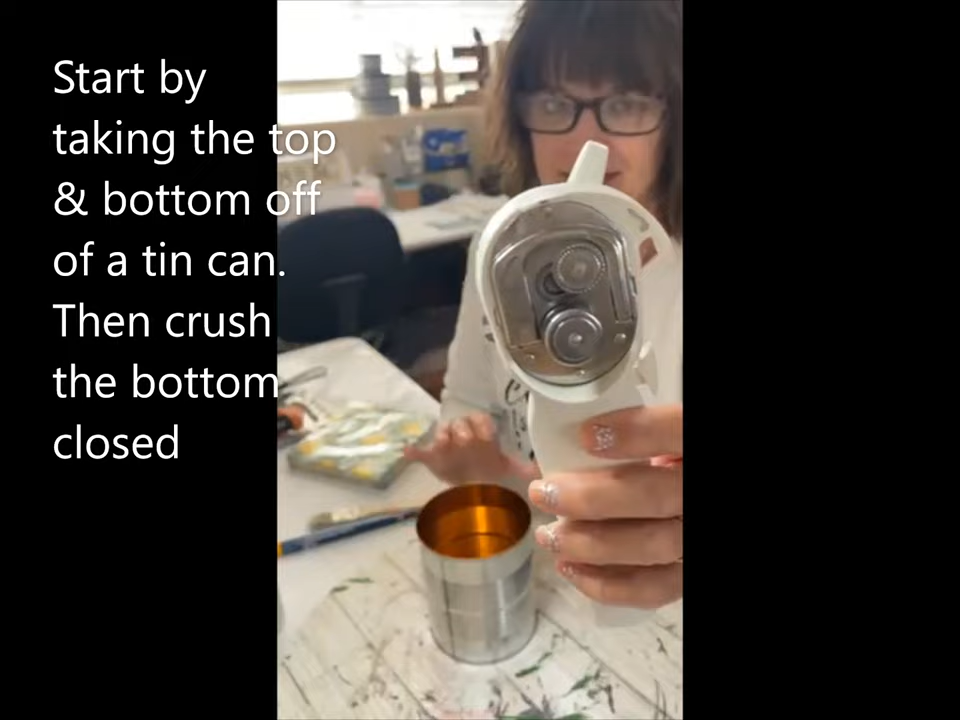 Start by
taking the top
& bottom off
of a tin can.
Then crush
the bottom
closed